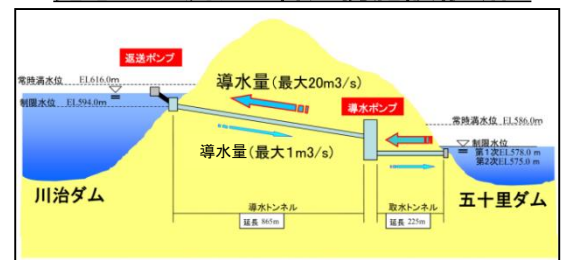 返送ポンプ
常時満水位 EL616.0m
導水量(最大20m3/s)
導水ポンプ
制限水位 EL594.0m
常時満水位 EL586.0m
制限水位
第1次EL578.0 m
第2次EL575.0 m
導水量(最大1m3/s)
川治ダム
五十里ダム
導水トンネル
取水トンネル
延長 865m
延長 225m